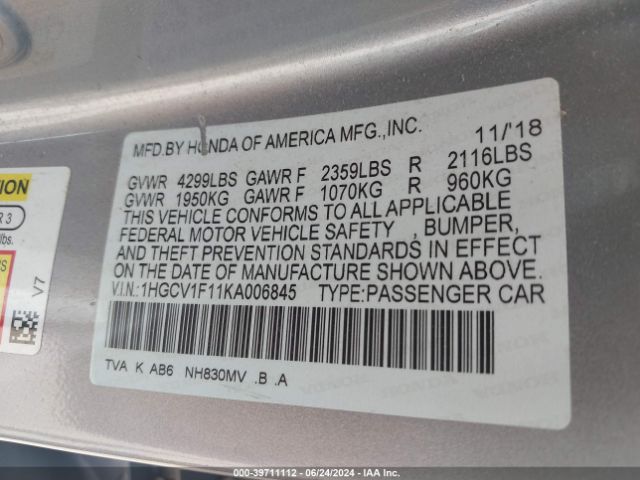 MFD.BY HONDA OF AMERICA MFG.,INC. 11/'18
GVWR 4299LBS GAWR F 2359LBS R 2116LBS
GVWR 1950KG GAWR F 1070KG R 960KG
THIS VEHICLE CONFORMS TO ALL APPLICABLE
FEDERAL MOTOR VEHICLE SAFETY , BUMPER,
AND THEFT PREVENTION STANDARDS IN EFFECT
ON THE DATE OF MANUFACTURE SHOWN ABOVE.
V.I.N.:1HGCV1F11KA006845 TYPE:PASSENGER CAR
TVA K AB6 NH830MV .B .A
R 3
lbs.
V7
000-39711112 - 06/24/2024 - IAA Inc.